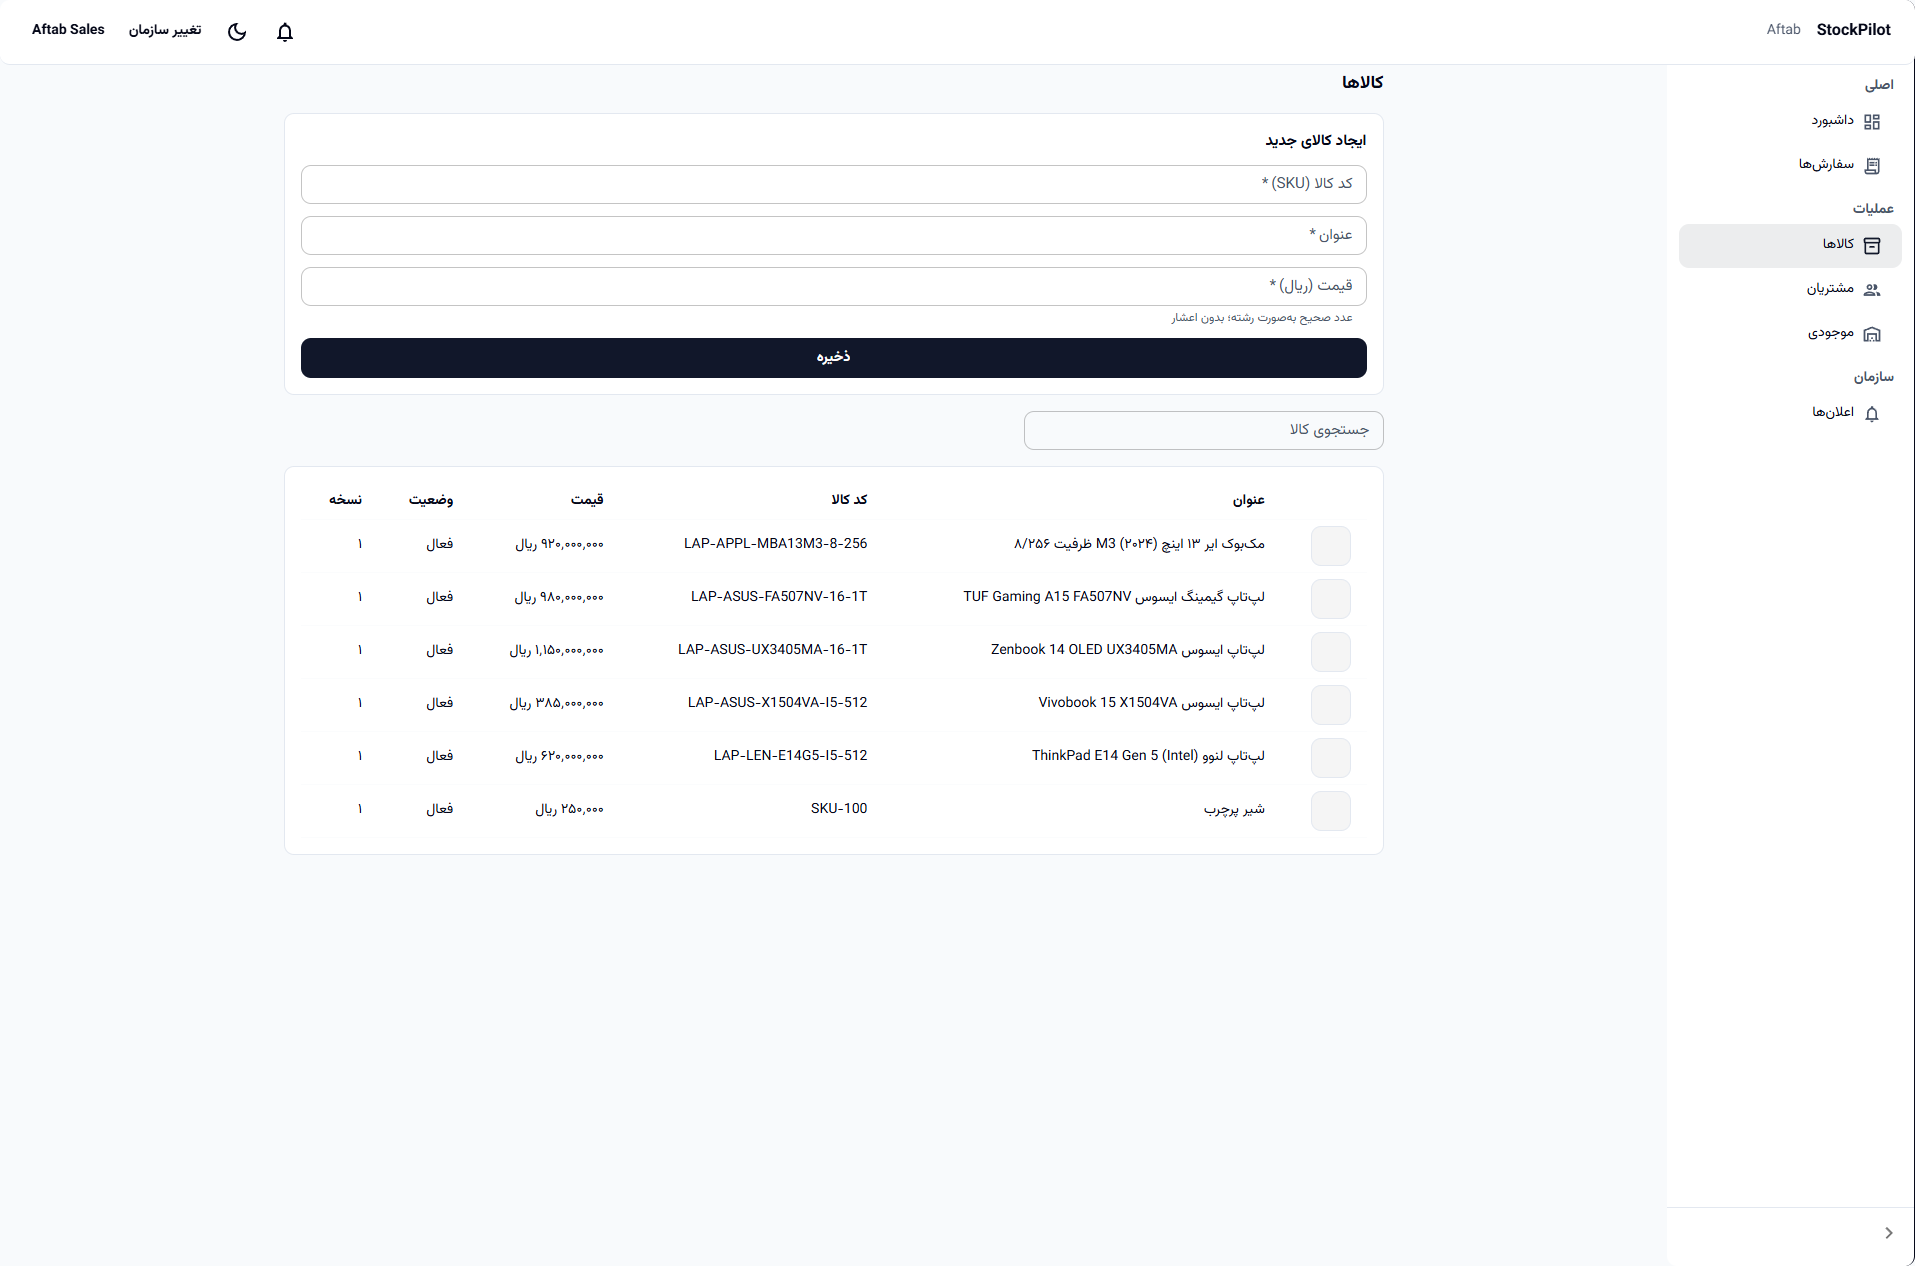 StockPilot Aftab
تغییر سازمان Aftab Sales
اصلی
داشبورد
سفارش‌ها
عملیات
کالاها
مشتریان
موجودی
سازمان
اعلان‌ها
کالاها
ایجاد کالای جدید
کد کالا (SKU) *
عنوان *
قیمت (ریال) *
عدد صحیح به‌صورت رشته؛ بدون اعشار
ذخیره
جستجوی کالا
عنوان کد کالا قیمت وضعیت نسخه
مک‌بوک ایر ۱۳ اینچ M3 (۲۰۲۴) ظرفیت ۸/۲۵۶ LAP-APPL-MBA13M3-8-256 ۹۲۰,۰۰۰,۰۰۰ ریال فعال ۱
لپ‌تاپ گیمینگ ایسوس TUF Gaming A15 FA507NV LAP-ASUS-FA507NV-16-1T ۹۸۰,۰۰۰,۰۰۰ ریال فعال ۱
لپ‌تاپ ایسوس Zenbook 14 OLED UX3405MA LAP-ASUS-UX3405MA-16-1T ۱,۱۵۰,۰۰۰,۰۰۰ ریال فعال ۱
لپ‌تاپ ایسوس Vivobook 15 X1504VA LAP-ASUS-X1504VA-I5-512 ۳۸۵,۰۰۰,۰۰۰ ریال فعال ۱
لپ‌تاپ لنوو ThinkPad E14 Gen 5 (Intel) LAP-LEN-E14G5-I5-512 ۶۲۰,۰۰۰,۰۰۰ ریال فعال ۱
شیر پرچرب SKU-100 ۲۵۰,۰۰۰ ریال فعال ۱